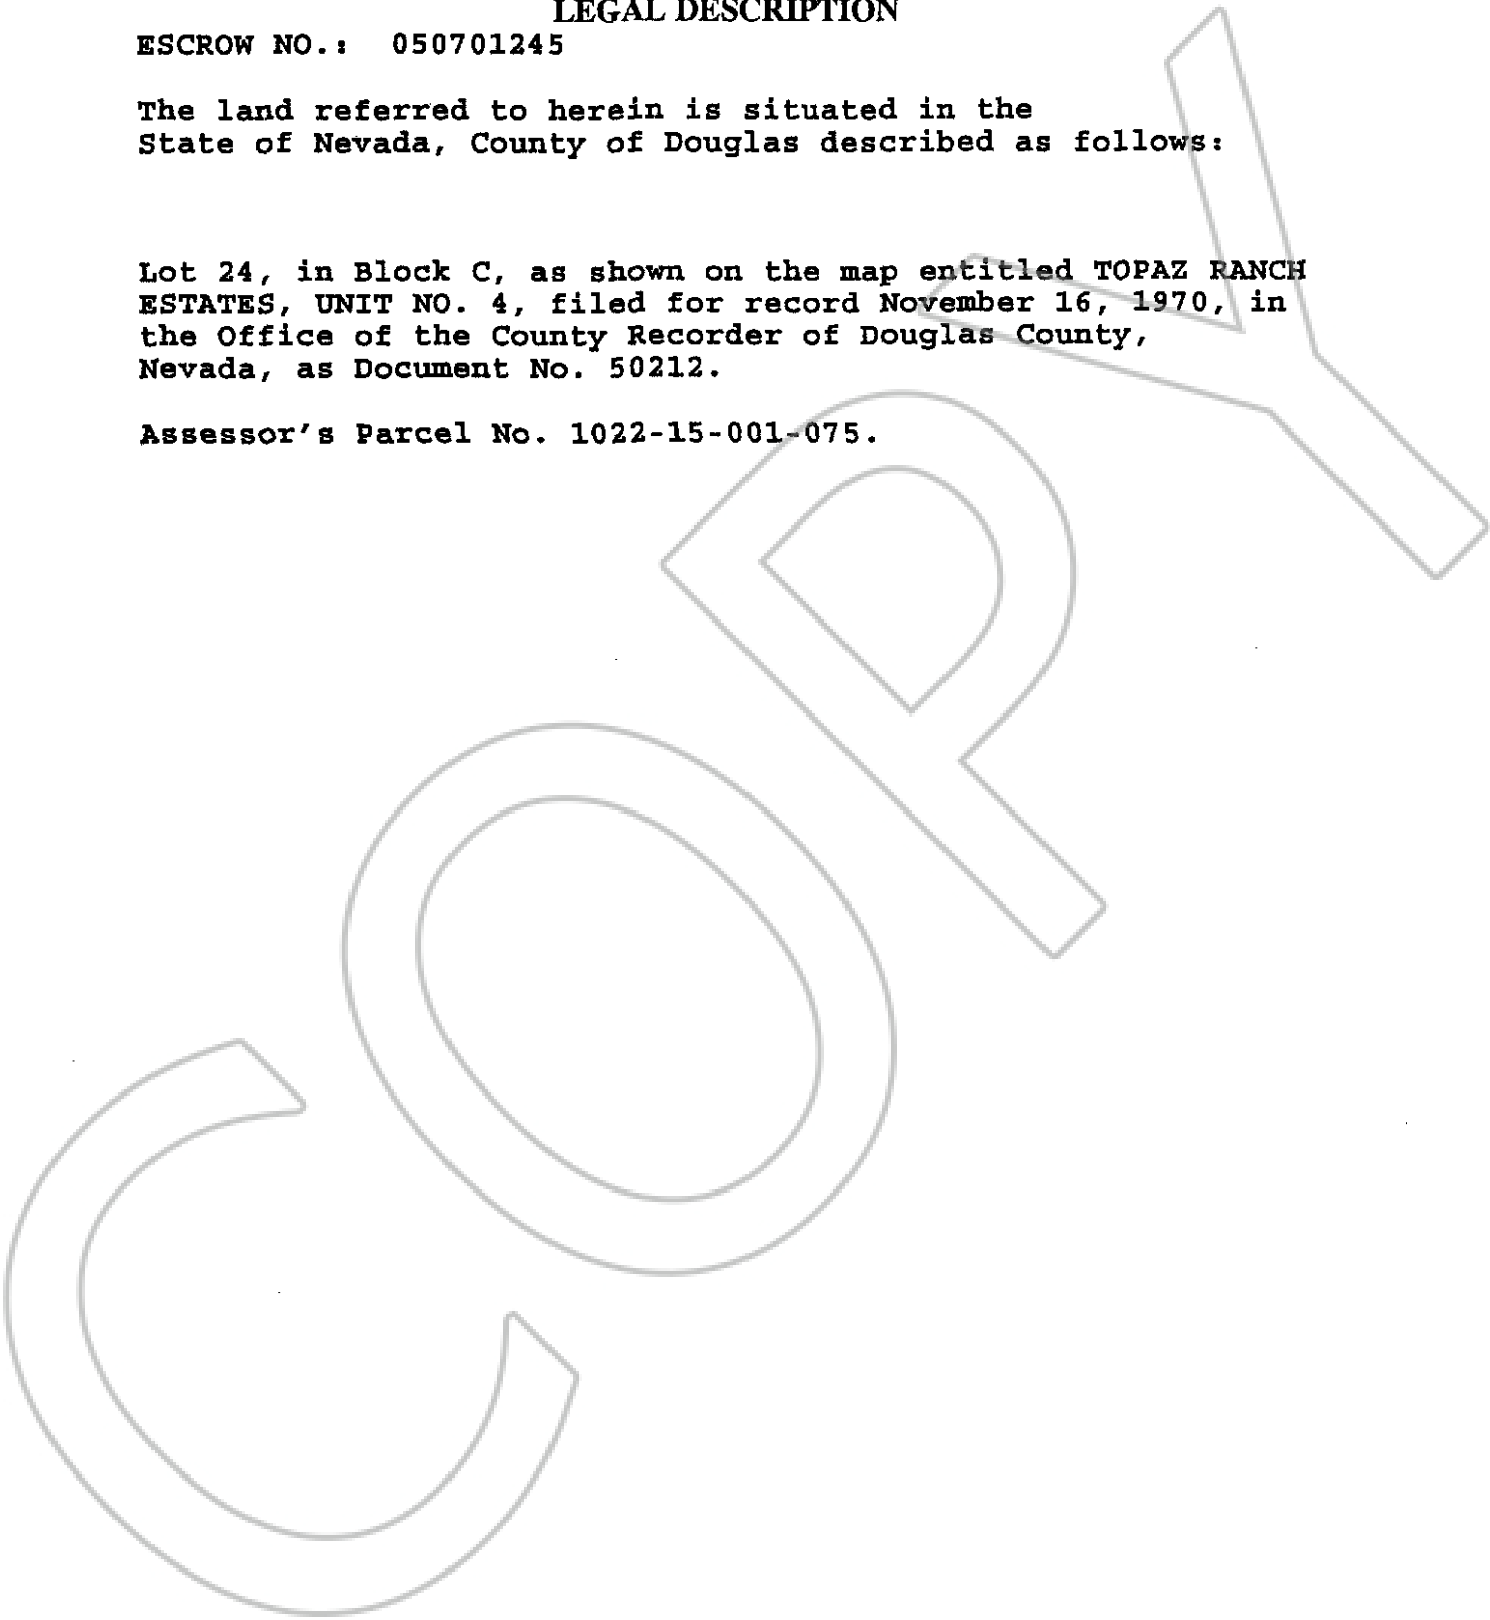 LEGAL DESCRIPTION
ESCROW NO.: 050701245
The land referred to herein is situated in the
State of Nevada, County of Douglas described as follows:
Lot 24, in Block C, as shown on the map entitled TOPAZ RANCH
ESTATES, UNIT NO. 4, filed for record November 16, 1970, in
the Office of the County Recorder of Douglas County,
Nevada, as Document No. 50212.
Assessor's Parcel No. 1022-15-001-075.
COPY